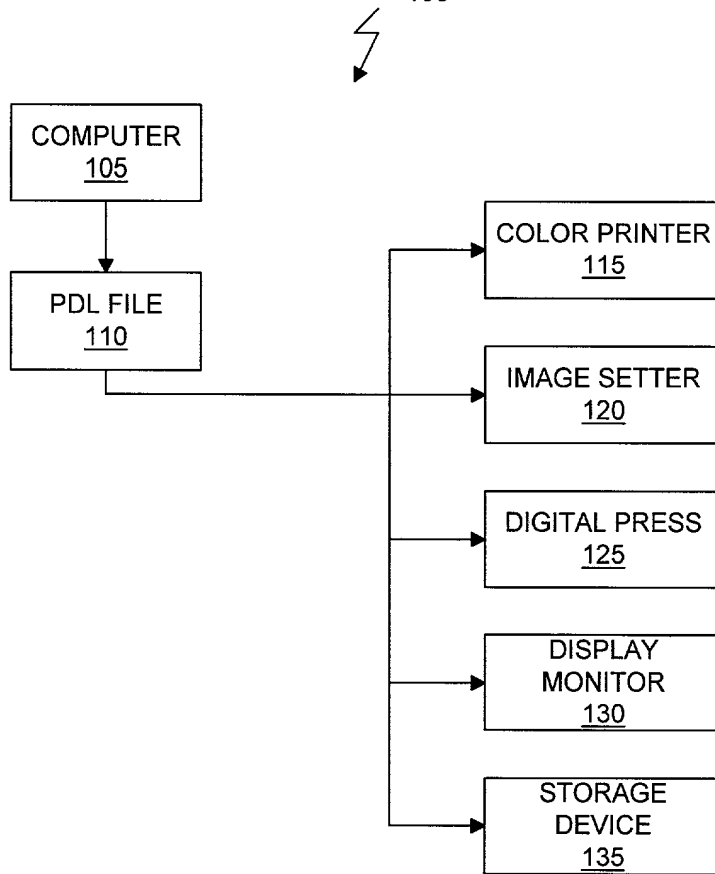 COMPUTER
105
PDL FILE
110
COLOR PRINTER
115
IMAGE SETTER
120
DIGITAL PRESS
125
DISPLAY
MONITOR
130
STORAGE
DEVICE
135